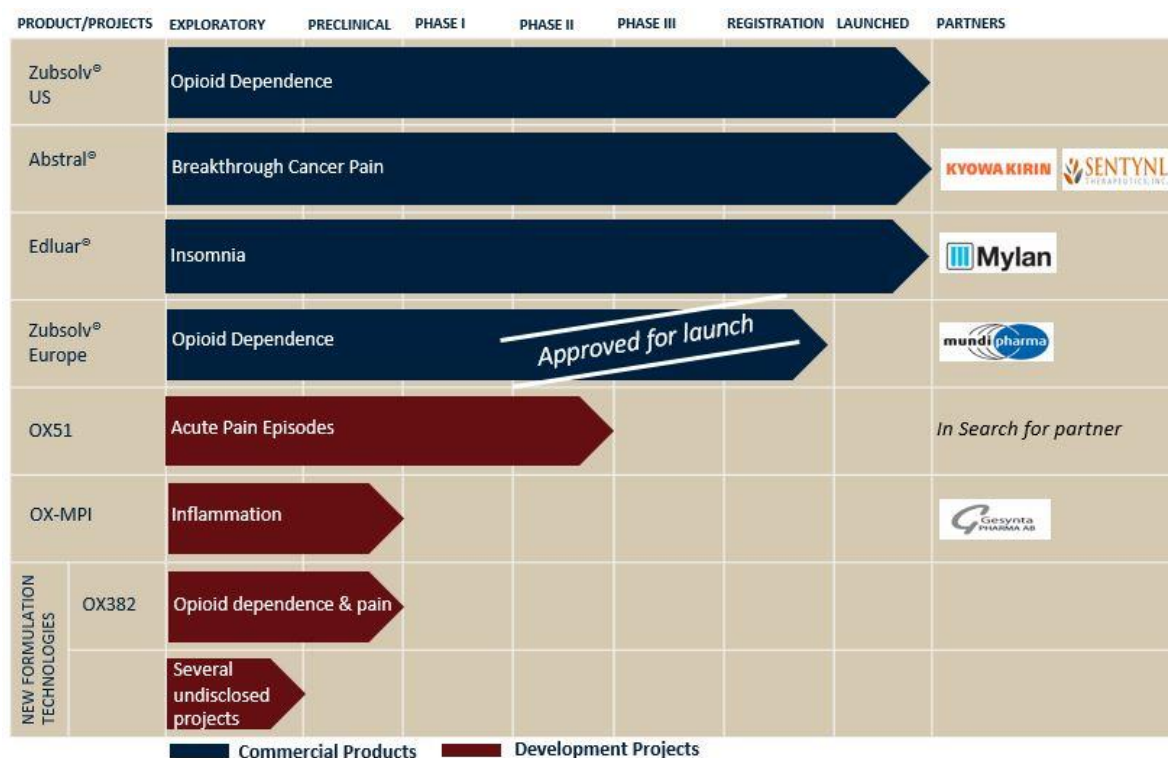 PRODUCT/PROJECTS EXPLORATORY PRECLINICAL PHASE I PHASE II PHASE III REGISTRATION LAUNCHED PARTNERS
Zubsolv®
US
Opioid Dependence
Abstral®
Breakthrough Cancer Pain
KYOWA KIRIN
SENTYNL
THERAPEUTICS, INC.
Edluar®
Insomnia
Mylan
Zubsolv®
Europe
Opioid Dependence
Approved for launch
mundipharma
OX51
Acute Pain Episodes
In Search for partner
OX-MPI
Inflammation
Gesynta
PHARMA AB
NEW FORMULATION
TECHNOLOGIES
OX382
Opioid dependence & pain
Several
undisclosed
projects
Commercial Products Development Projects